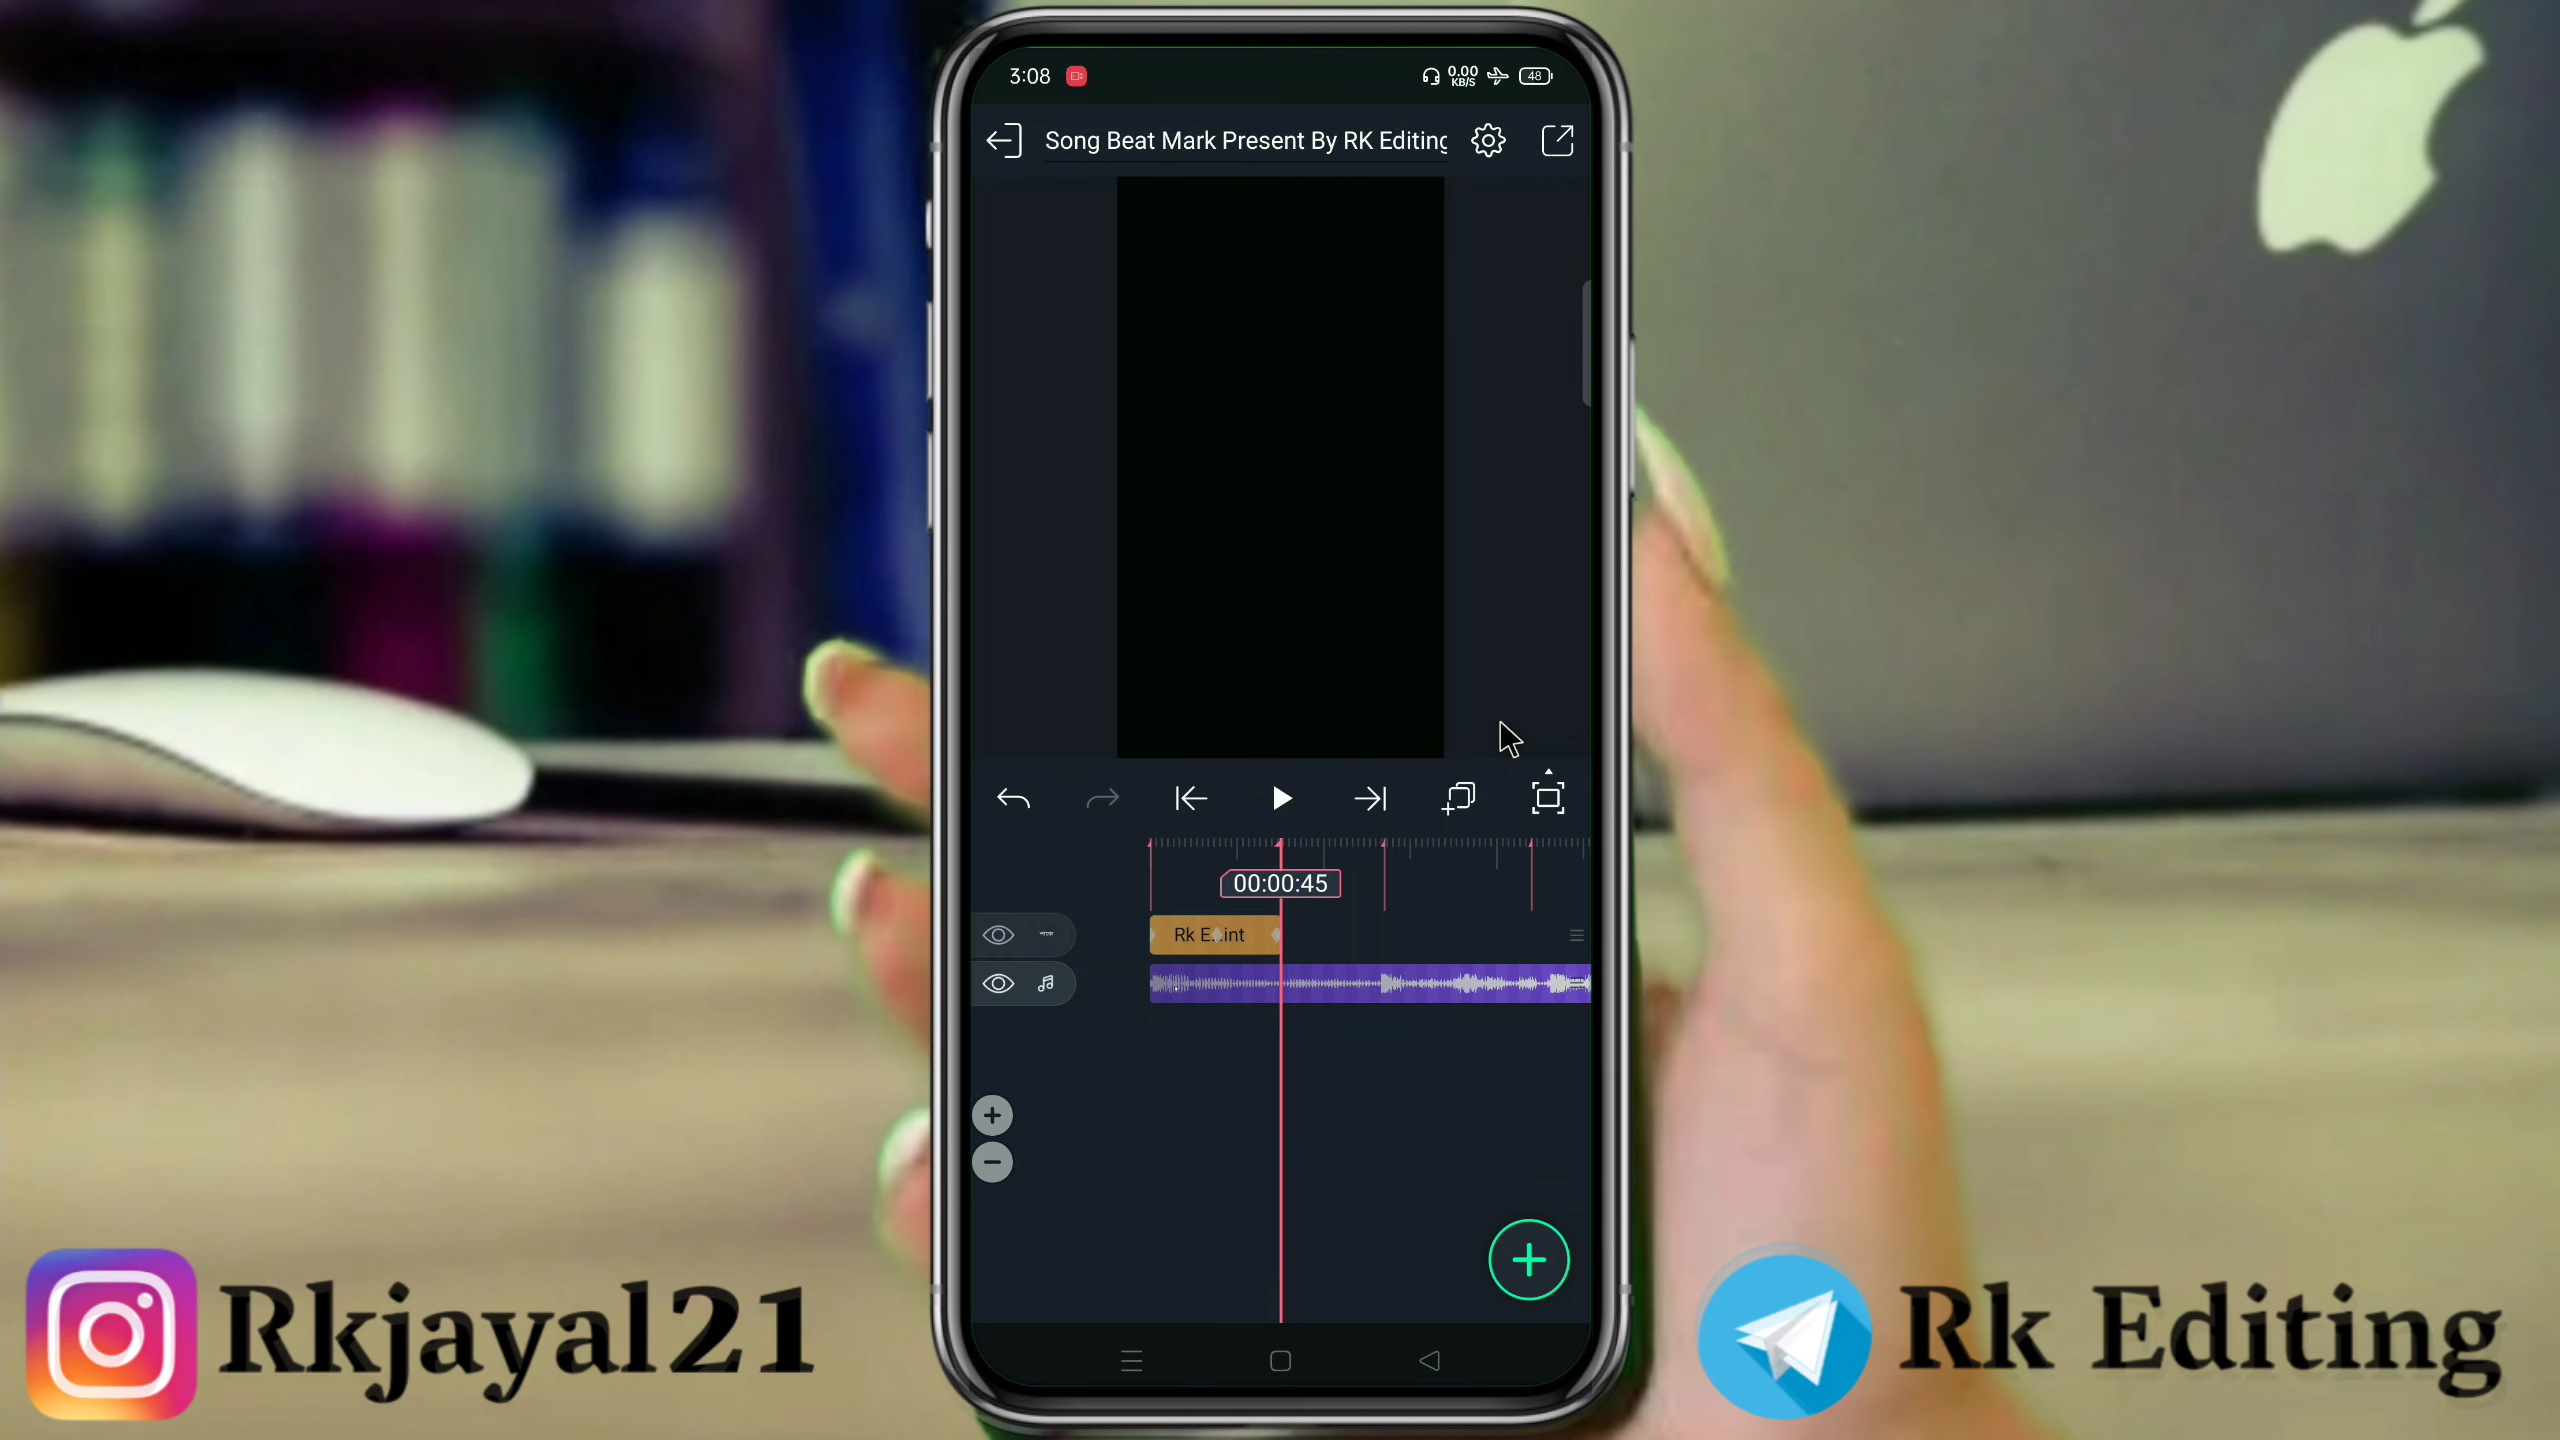 3:08
0.00
KB/S
48
Song Beat Mark Present By RK Editing
00:00:45
Rk E...int
Rkjayal21
Rk Editing